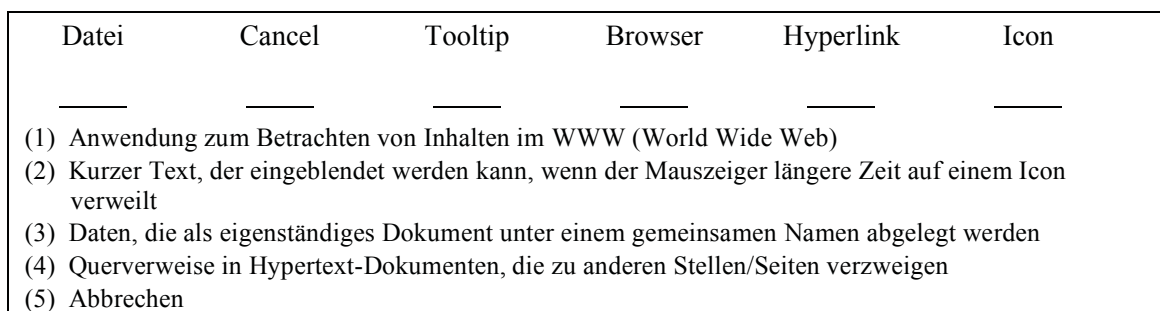 Datei Cancel Tooltip Browser Hyperlink Icon
(1) Anwendung zum Betrachten von Inhalten im WWW (World Wide Web)
(2) Kurzer Text, der eingeblendet werden kann, wenn der Mauszeiger längere Zeit auf einem Icon
verweilt
(3) Daten, die als eigenständiges Dokument unter einem gemeinsamen Namen abgelegt werden
(4) Querverweise in Hypertext-Dokumenten, die zu anderen Stellen/Seiten verzweigen
(5) Abbrechen